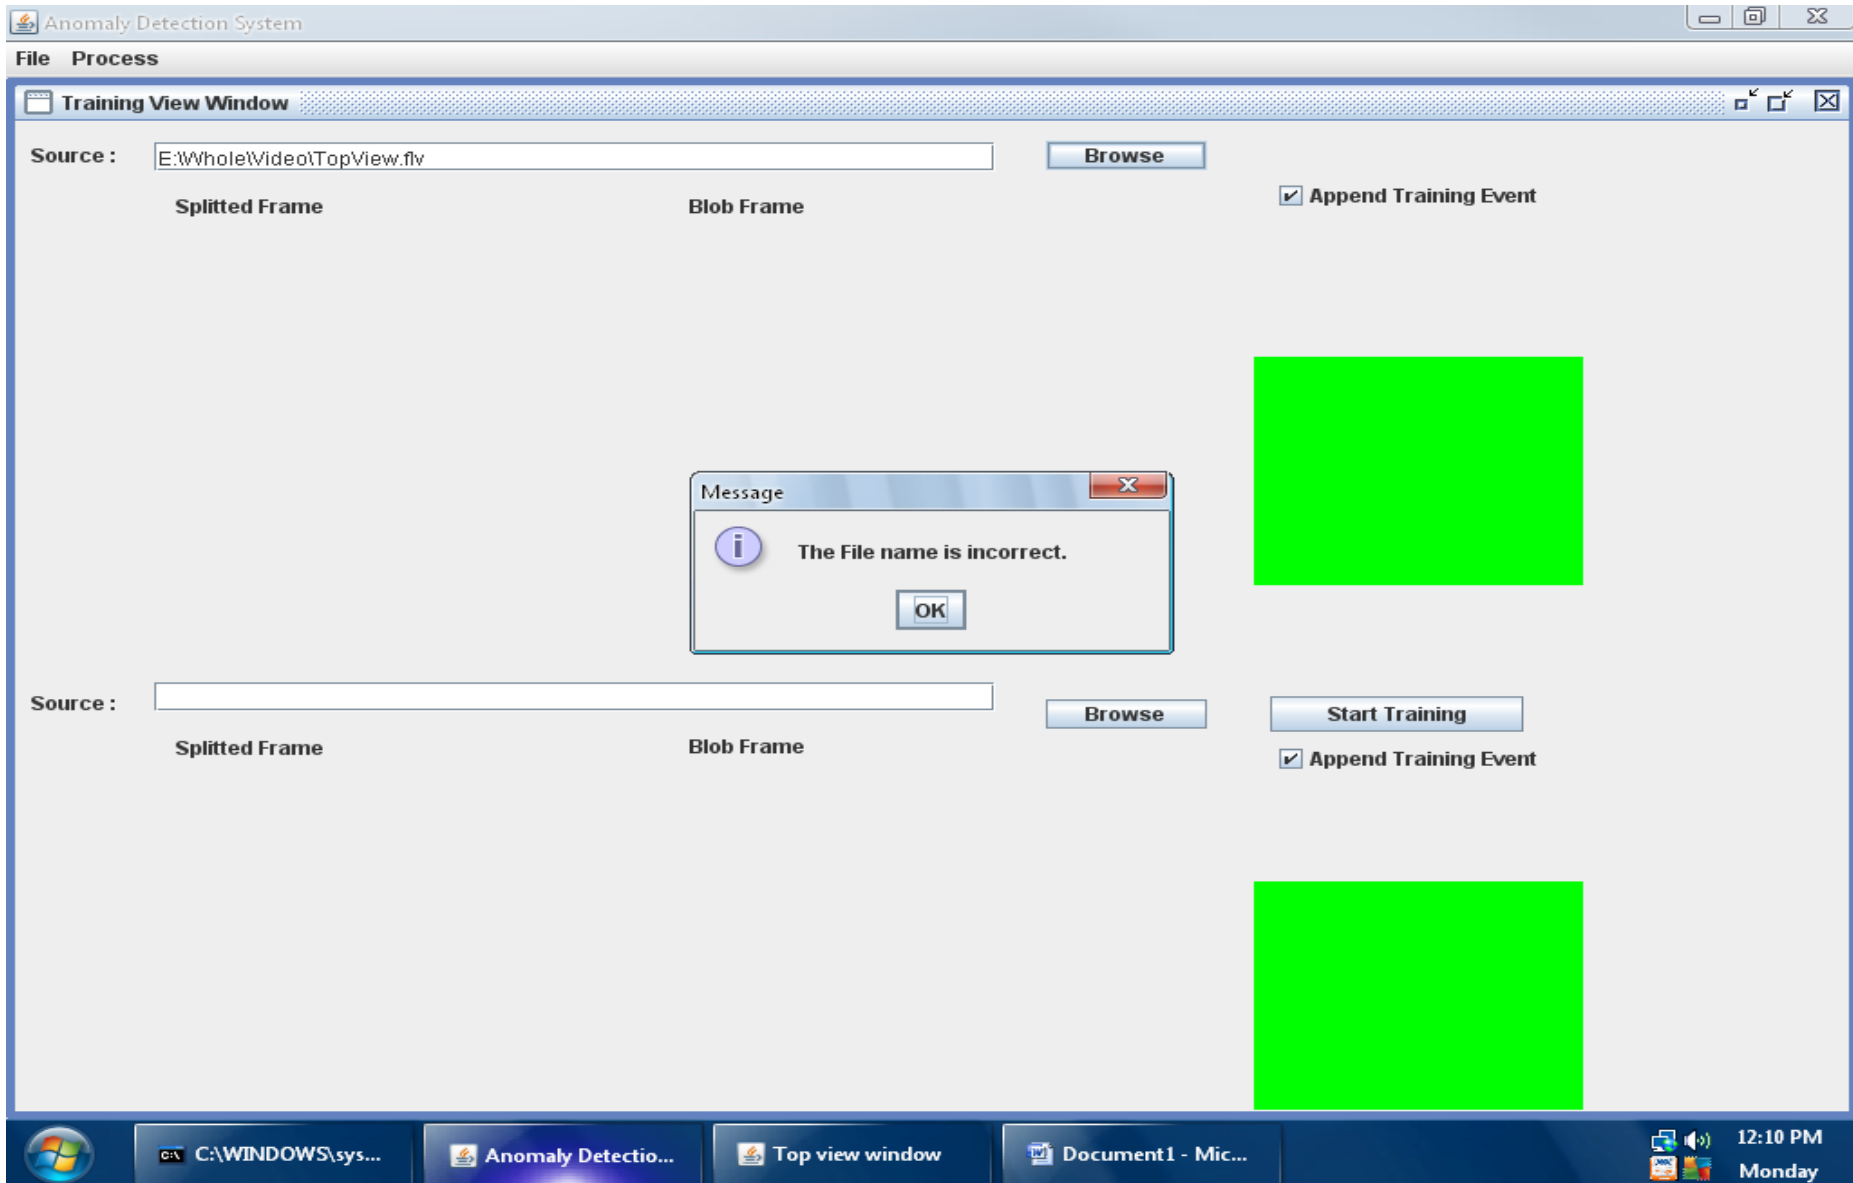 Anomaly Detection System
File Process
Training View Window
Source : E:\Whole\Video\TopView.flv Browse
Append Training Event
Splitted Frame Blob Frame
Message
The File name is incorrect.
OK
Source : Browse Start Training
Splitted Frame Blob Frame
Append Training Event
C:\WINDOWS\sys... Anomaly Detectio... Top view window Document1 - Mic... 12:10 PM
Monday